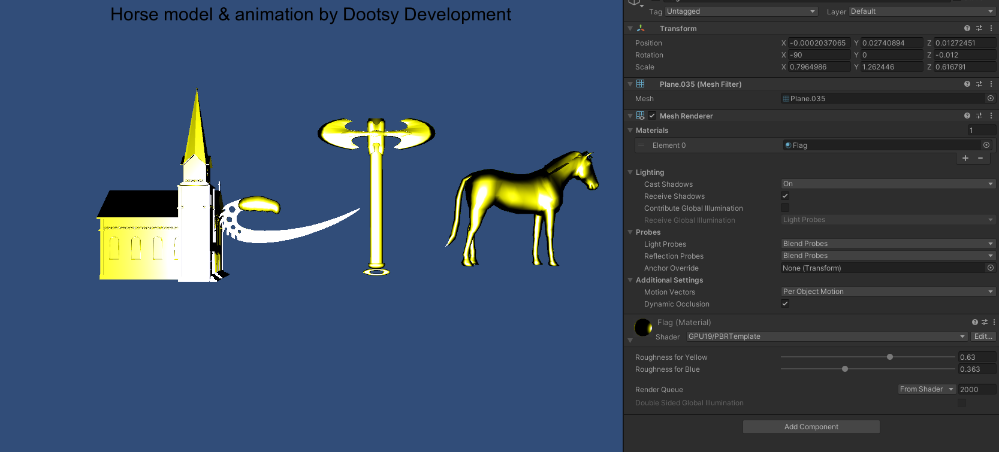 Horse model & animation by Dootsy Development
Tag Untagged Layer Default
Transform
Position X -0.0002037065 Y 0.02740894 Z 0.01272451
Rotation X -90 Y 0 Z -0.012
Scale X 0.7964986 Y 1.262446 Z 0.616791
Plane.035 (Mesh Filter)
Mesh Plane.035
Mesh Renderer
Materials 1
Element 0 Flag
+ -
Lighting
Cast Shadows On
Receive Shadows
Contribute Global Illumination
Receive Global Illumination Light Probes
Probes
Light Probes Blend Probes
Reflection Probes Blend Probes
Anchor Override None (Transform)
Additional Settings
Motion Vectors Per Object Motion
Dynamic Occlusion
Flag (Material)
Shader GPU19/PBRTemplate Edit...
Roughness for Yellow 0.63
Roughness for Blue 0.363
Render Queue From Shader 2000
Double Sided Global Illumination
Add Component